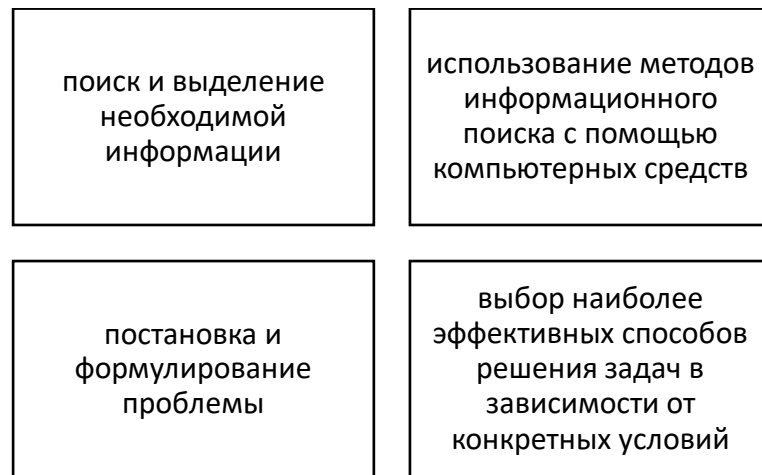 поиск и выделение
необходимой
информации
использование методов
информационного
поиска с помощью
компьютерных средств
постановка и
формулирование
проблемы
выбор наиболее
эффективных способов
решения задач в
зависимости от
конкретных условий